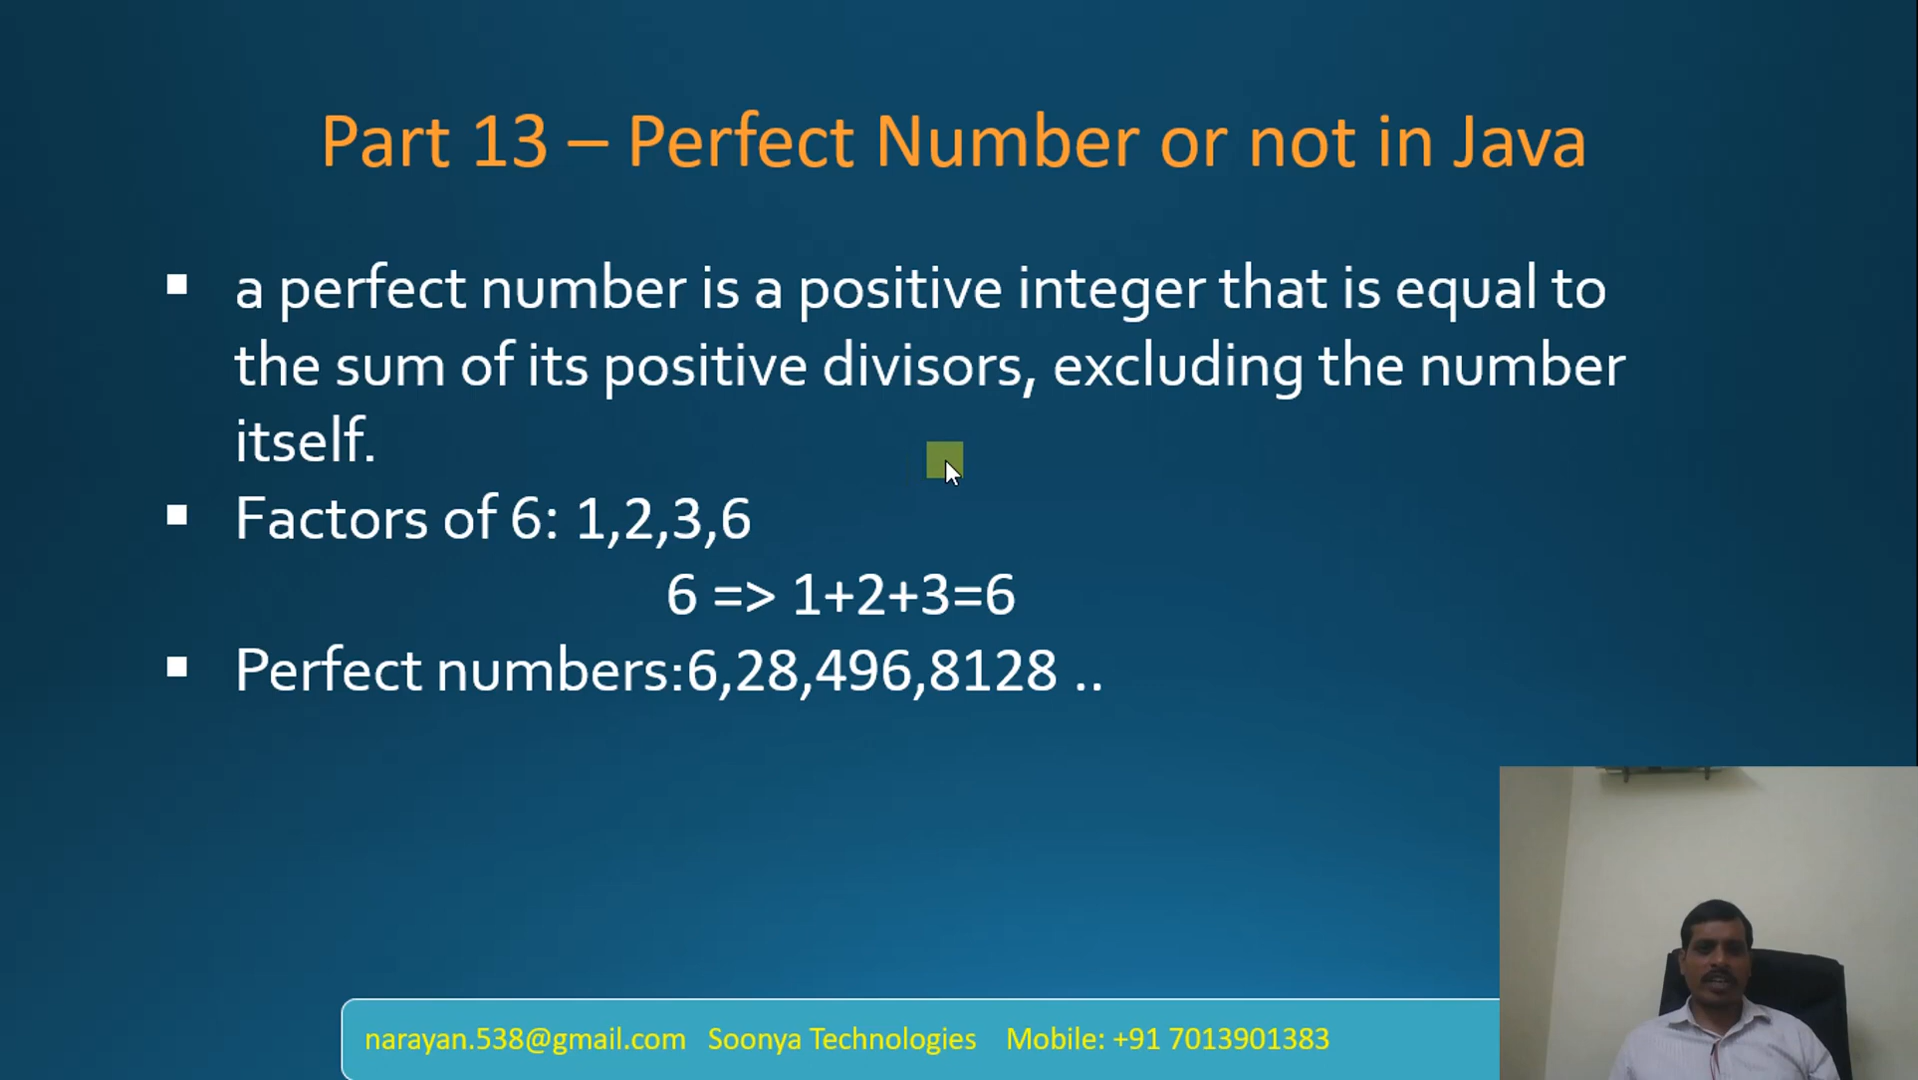 Part 13 – Perfect Number or not in Java
a perfect number is a positive integer that is equal to
the sum of its positive divisors, excluding the number
itself.
Factors of 6: 1,2,3,6
6 => 1+2+3=6
Perfect numbers:6,28,496,8128 ..
narayan.538@gmail.com Soonya Technologies Mobile: +91 7013901383